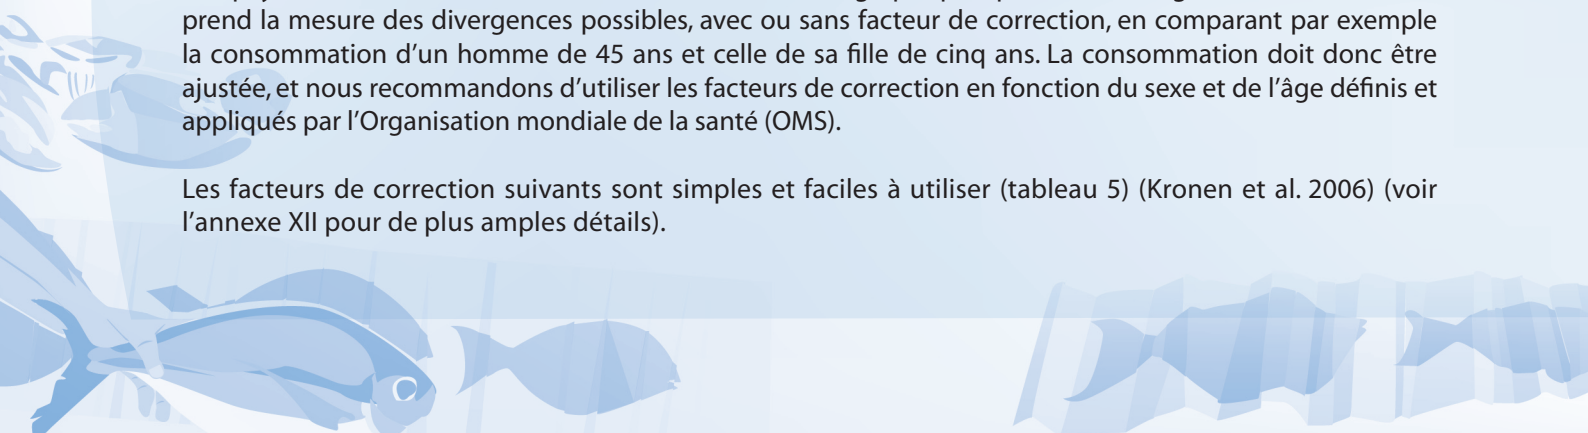 prend la mesure des divergences possibles, avec ou sans facteur de correction, en comparant par exemple
la consommation d’un homme de 45 ans et celle de sa fille de cinq ans. La consommation doit donc être
ajustée, et nous recommandons d’utiliser les facteurs de correction en fonction du sexe et de l’âge définis et
appliqués par l’Organisation mondiale de la santé (OMS).
Les facteurs de correction suivants sont simples et faciles à utiliser (tableau 5) (Kronen et al. 2006) (voir
l’annexe XII pour de plus amples détails).